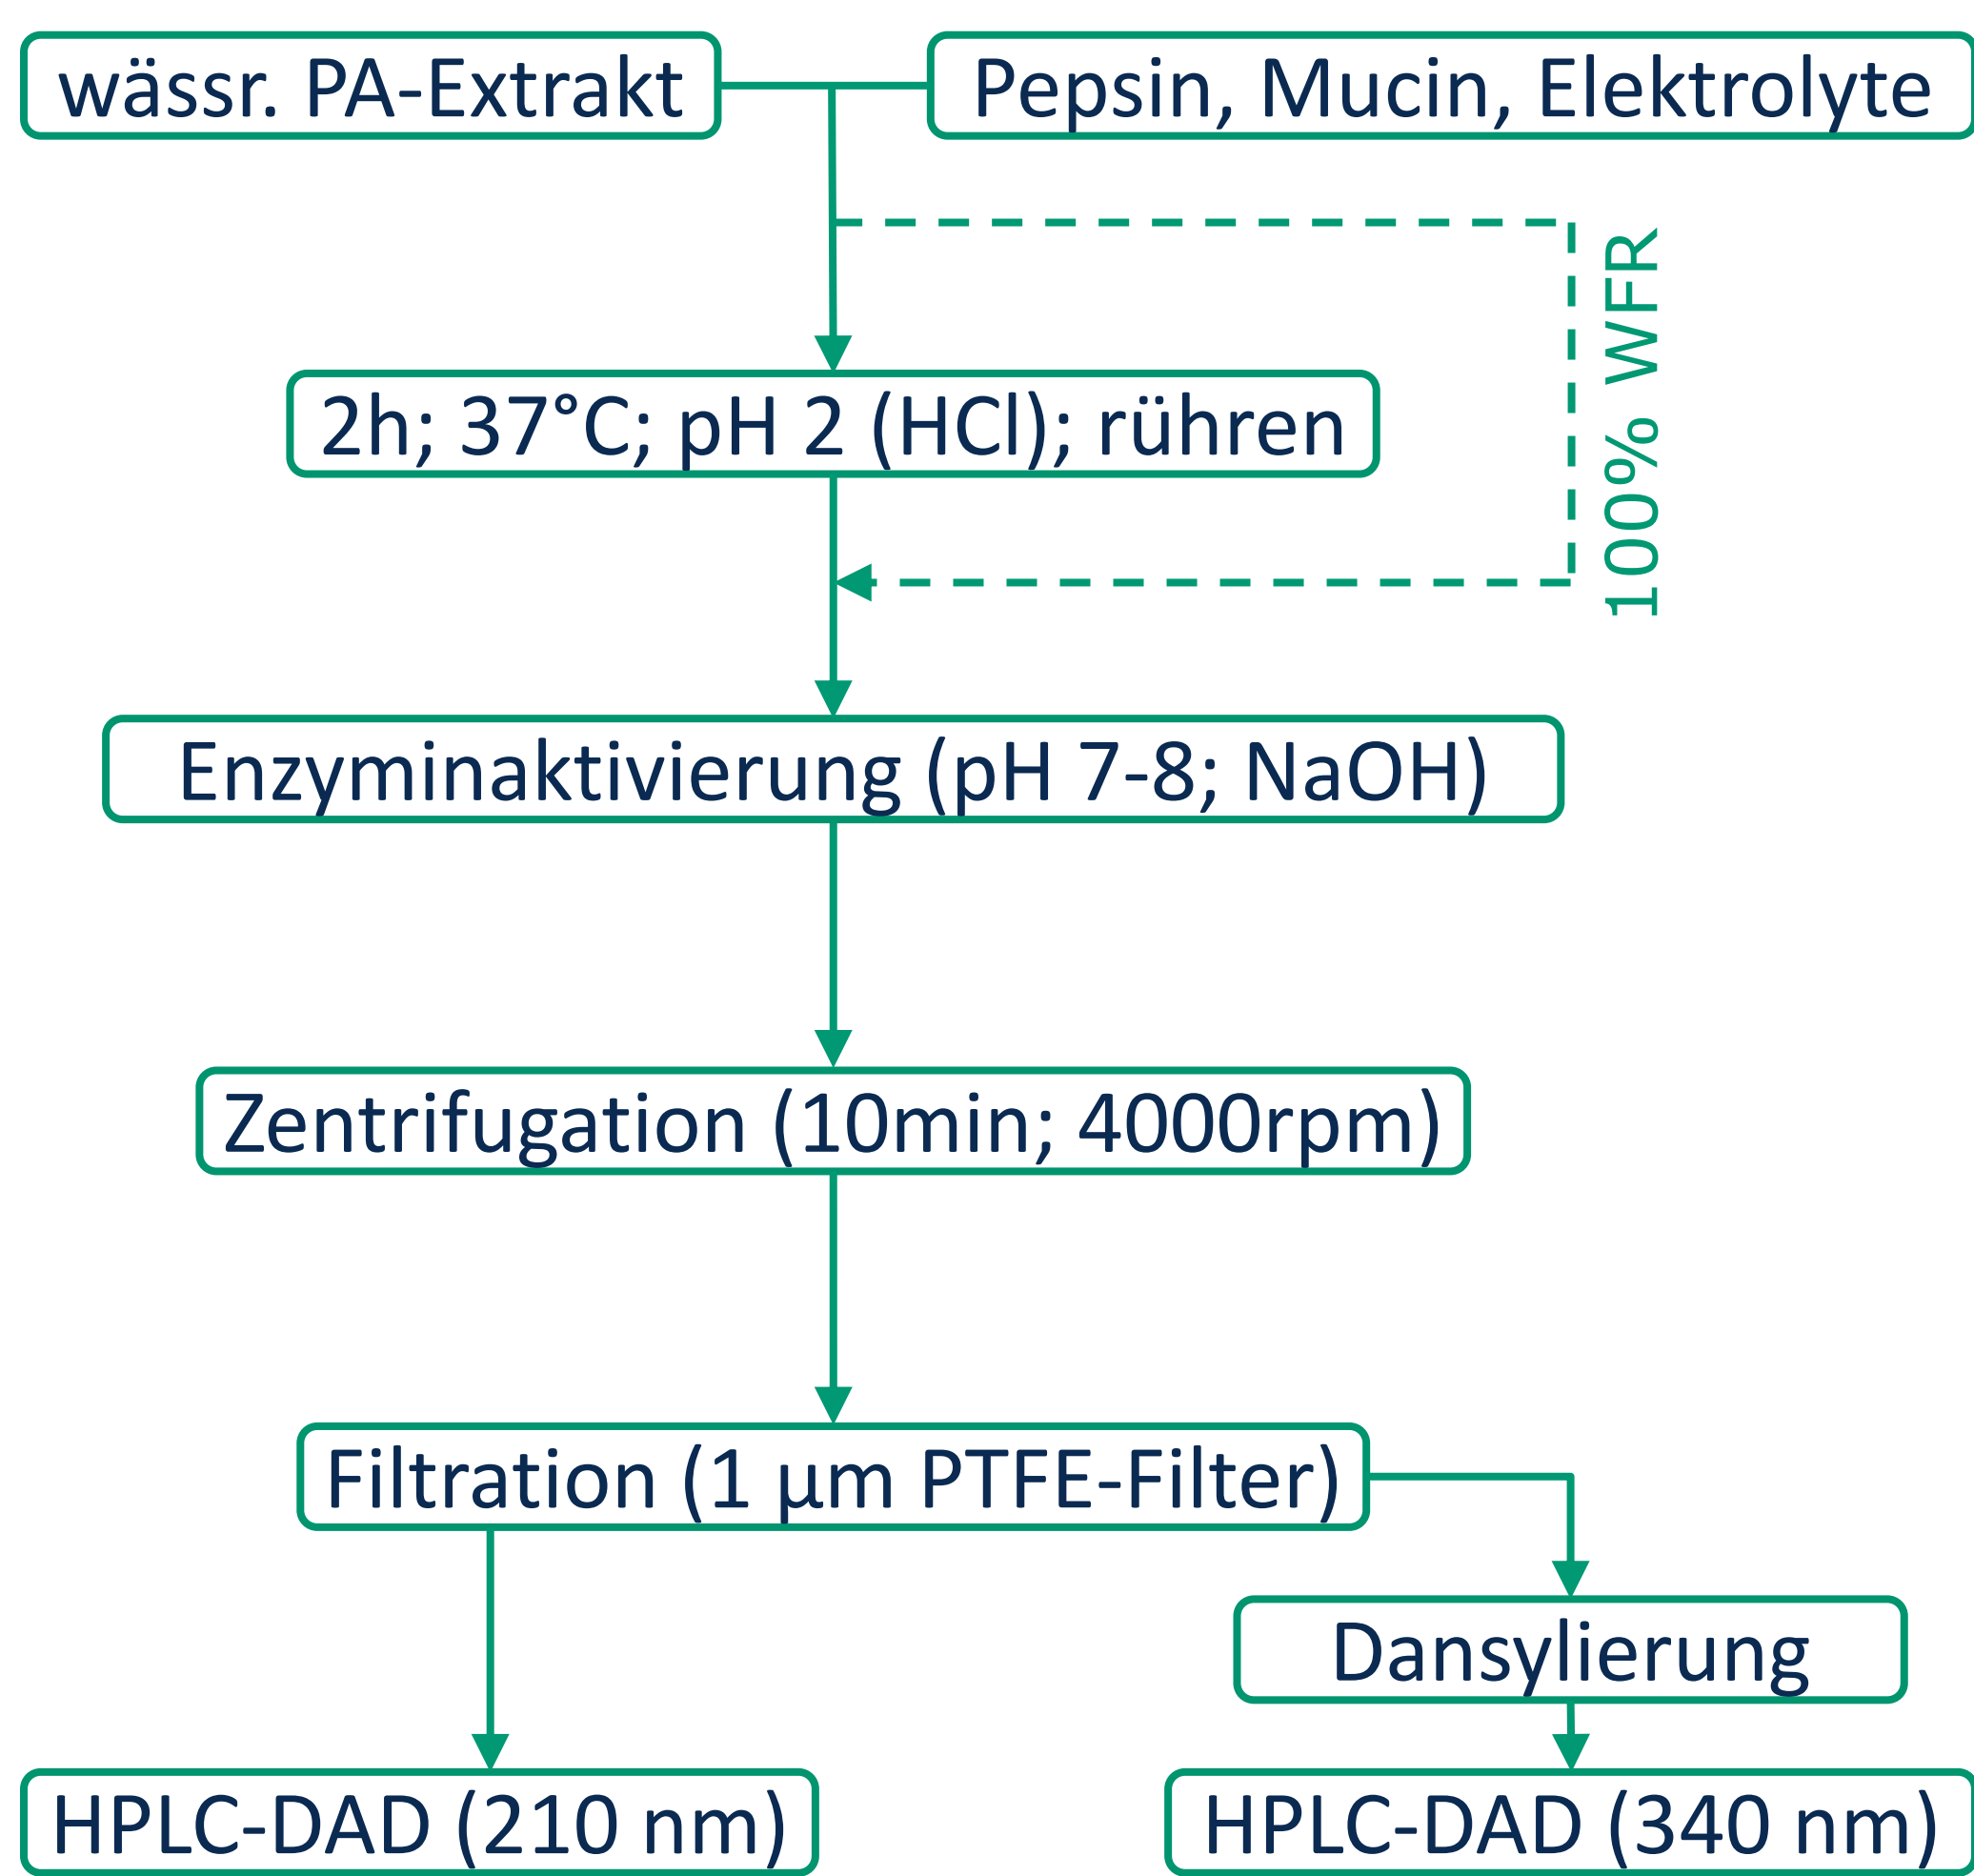 wässr. PA-Extrakt
Pepsin, Mucin, Elektrolyte
100% WFR
2h; 37°C; pH 2 (HCl); rühren
Enzyminaktivierung (pH 7-8; NaOH)
Zentrifugation (10min; 4000rpm)
Filtration (1 µm PTFE-Filter)
Dansylierung
HPLC-DAD (210 nm)
HPLC-DAD (340 nm)